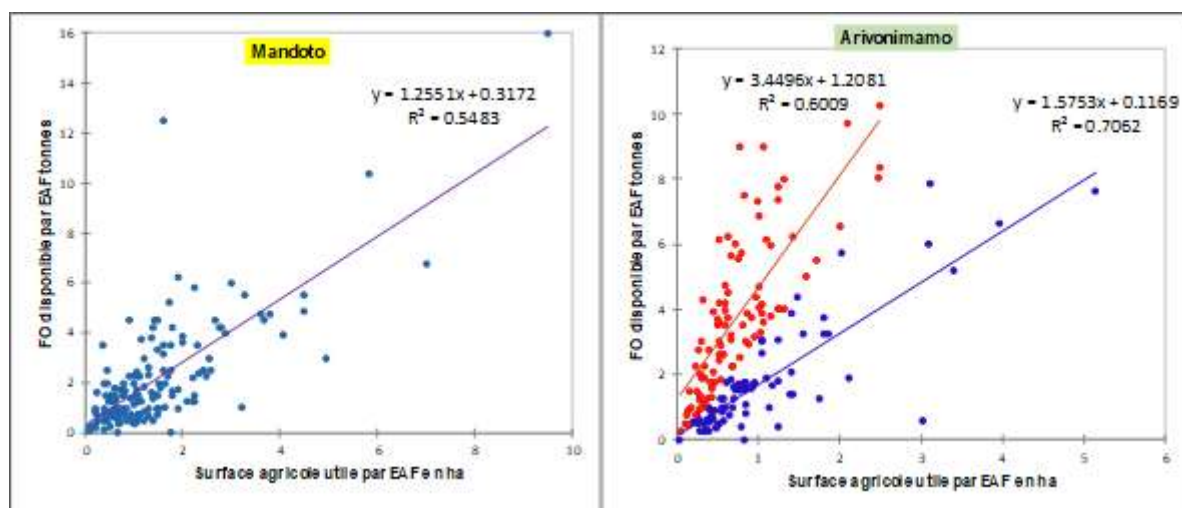 Mandoto
y = 1.2551x + 0.3172
R² = 0.5483
FO disponible par EAF tonnes
16
14
12
10
8
6
4
2
0
0 2 4 6 8 10
Surface agricole utile par EAF en ha
Arivonimamo
y = 3.4496x + 1.2081
R² = 0.6009
y = 1.5753x + 0.1169
R² = 0.7062
FO disponible par EAF tonnes
12
10
8
6
4
2
0
0 1 2 3 4 5 6
Surface agricole utile par EAF en ha